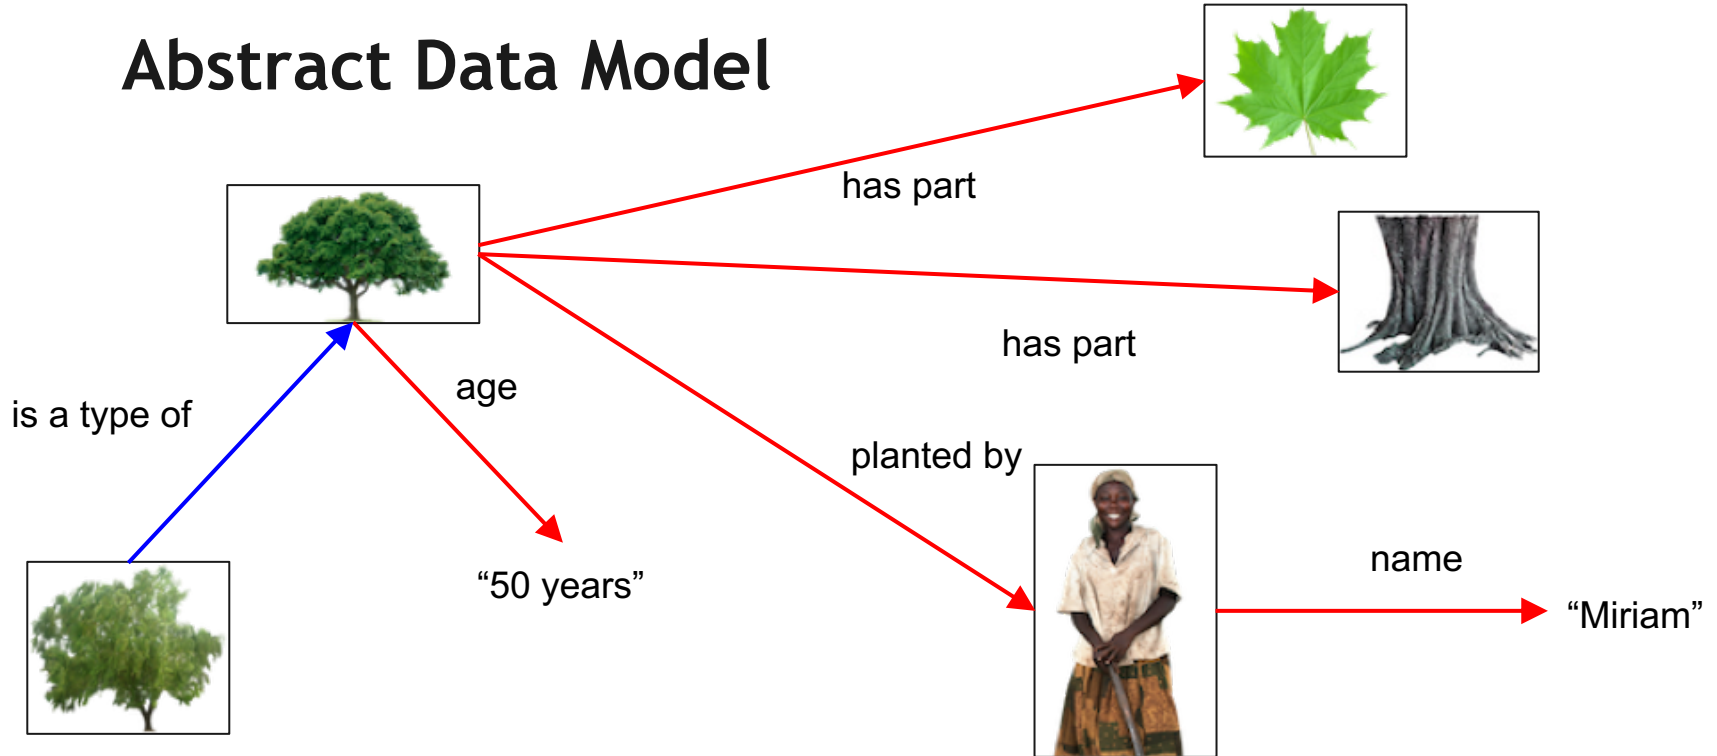 Abstract Data Model
has part
has part
age
is a type of
planted by
name
“50 years”
“Miriam”